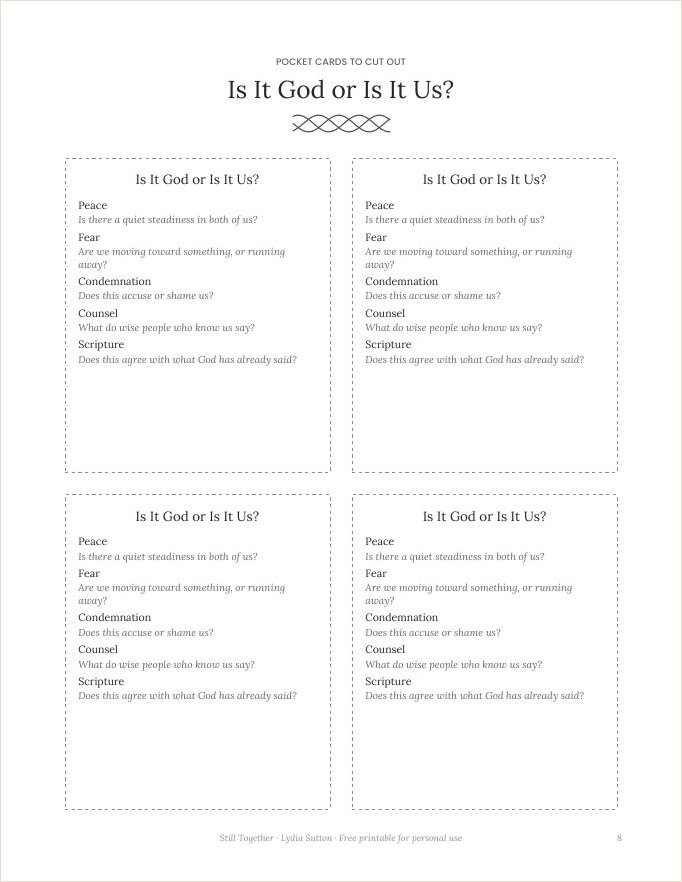 POCKET CARDS TO CUT OUT
Is It God or Is It Us?
Is It God or Is It Us?
Peace
Is there a quiet steadiness in both of us?
Fear
Are we moving toward something, or running
away?
Condemnation
Does this accuse or shame us?
Counsel
What do wise people who know us say?
Scripture
Does this agree with what God has already said?
Is It God or Is It Us?
Peace
Is there a quiet steadiness in both of us?
Fear
Are we moving toward something, or running
away?
Condemnation
Does this accuse or shame us?
Counsel
What do wise people who know us say?
Scripture
Does this agree with what God has already said?
Is It God or Is It Us?
Peace
Is there a quiet steadiness in both of us?
Fear
Are we moving toward something, or running
away?
Condemnation
Does this accuse or shame us?
Counsel
What do wise people who know us say?
Scripture
Does this agree with what God has already said?
Is It God or Is It Us?
Peace
Is there a quiet steadiness in both of us?
Fear
Are we moving toward something, or running
away?
Condemnation
Does this accuse or shame us?
Counsel
What do wise people who know us say?
Scripture
Does this agree with what God has already said?
Still Together · Lydia Sutton · Free printable for personal use
8